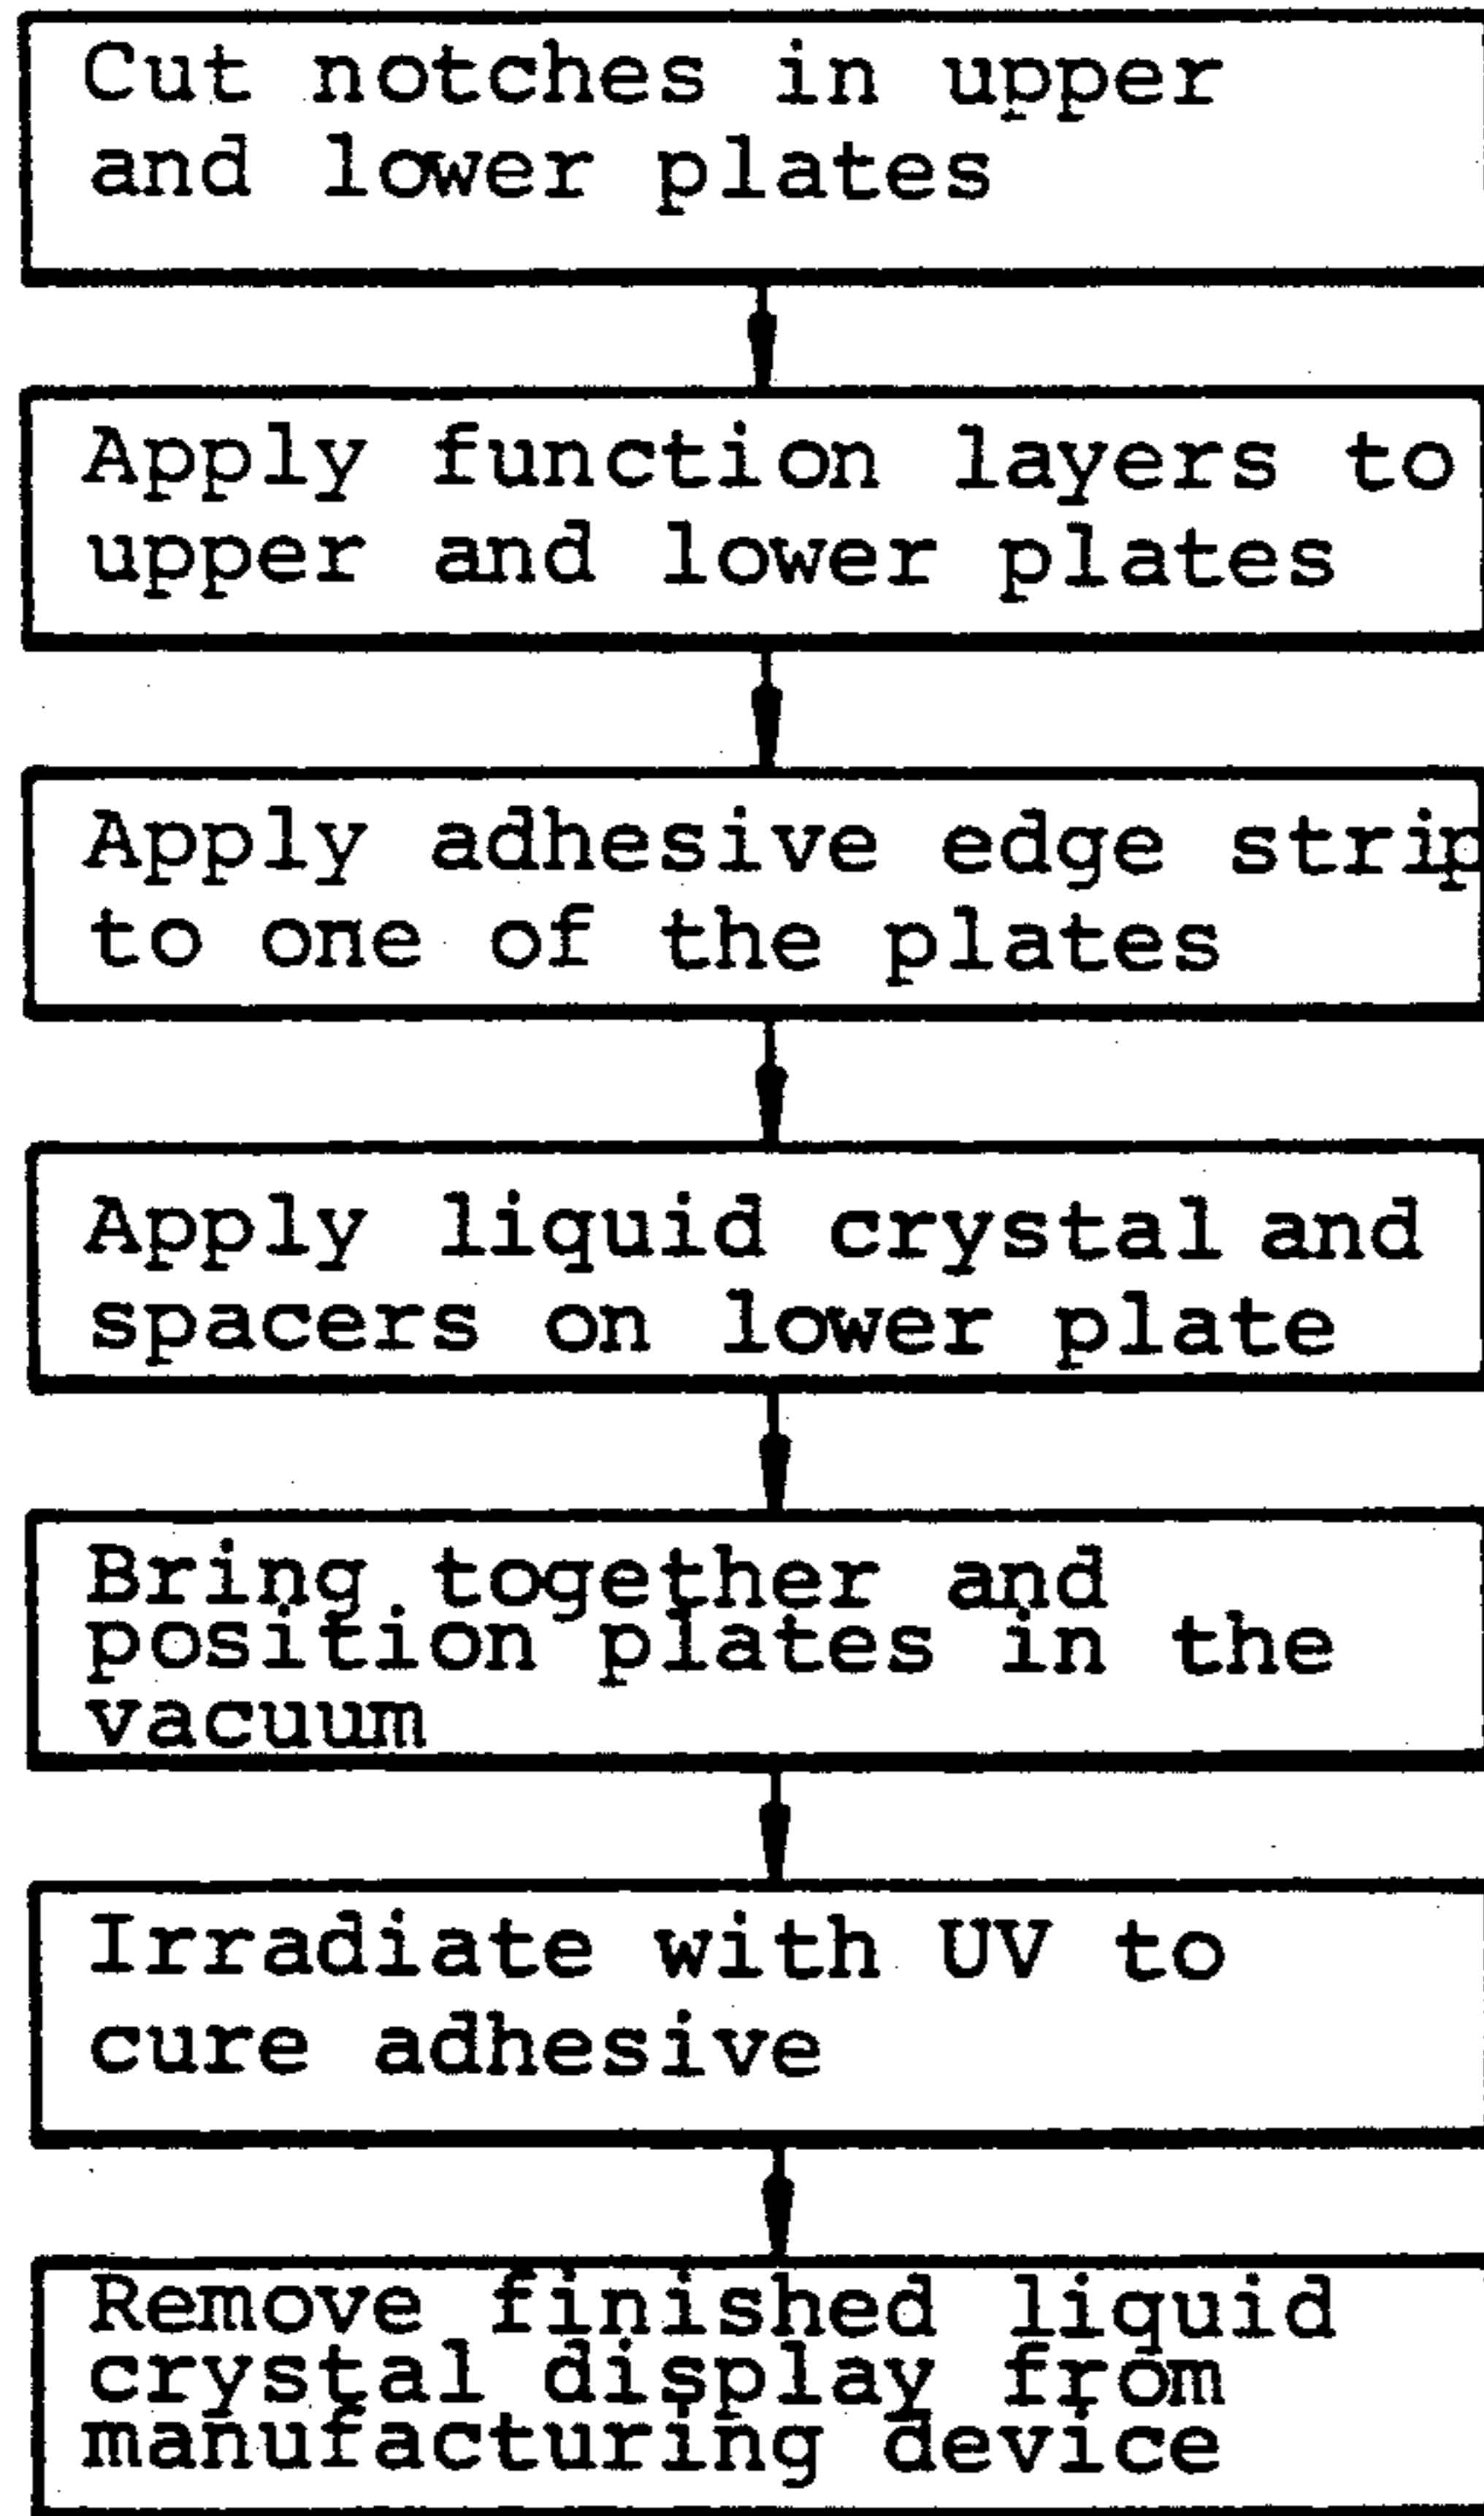 Cut notches in upper
and lower plates
Apply function layers to
upper and lower plates
Apply adhesive edge strip
to one of the plates
Apply liquid crystal and
spacers on lower plate
Bring together and
position plates in the
vacuum
Irradiate with UV to
cure adhesive
Remove finished liquid
crystal display from
manufacturing device